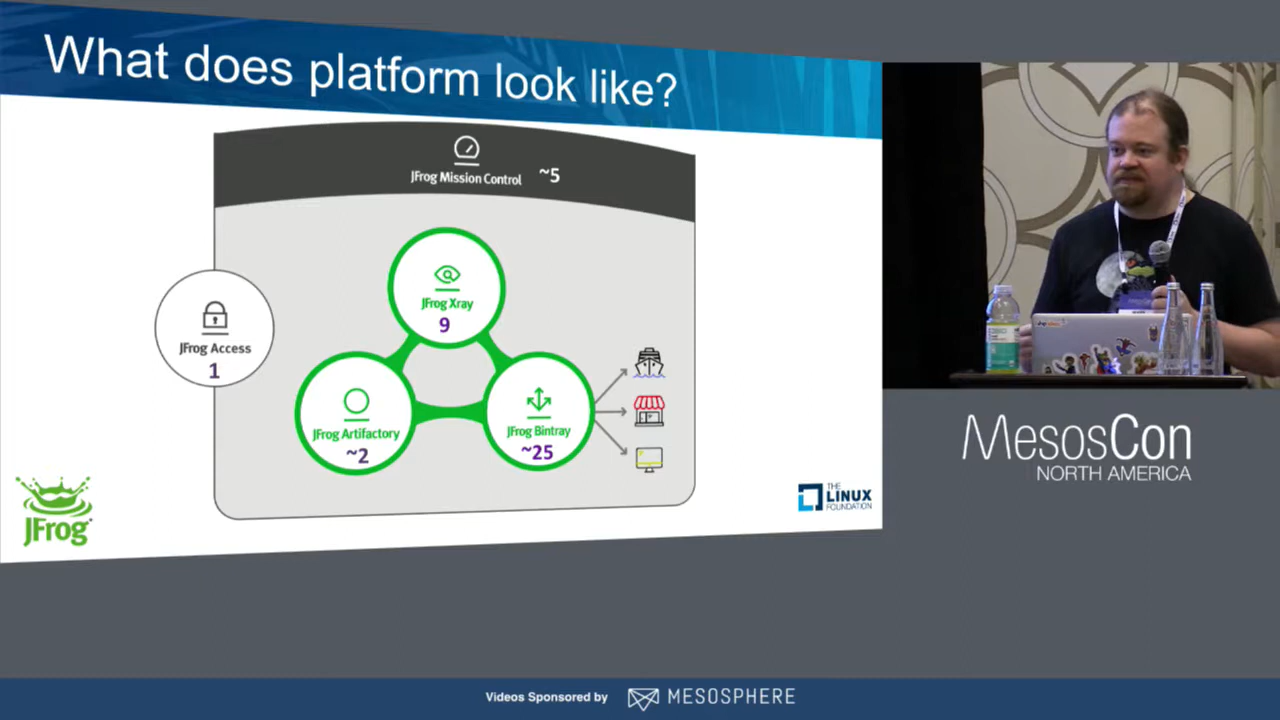 What does platform look like?
JFrog Mission Control ~5
JFrog Xray
9
JFrog Access
1
JFrog Artifactory
~2
JFrog Bintray
~25
JFrog
THE
LINUX
FOUNDATION
MesosCon
NORTH AMERICA
Videos Sponsored by MESOSPHERE